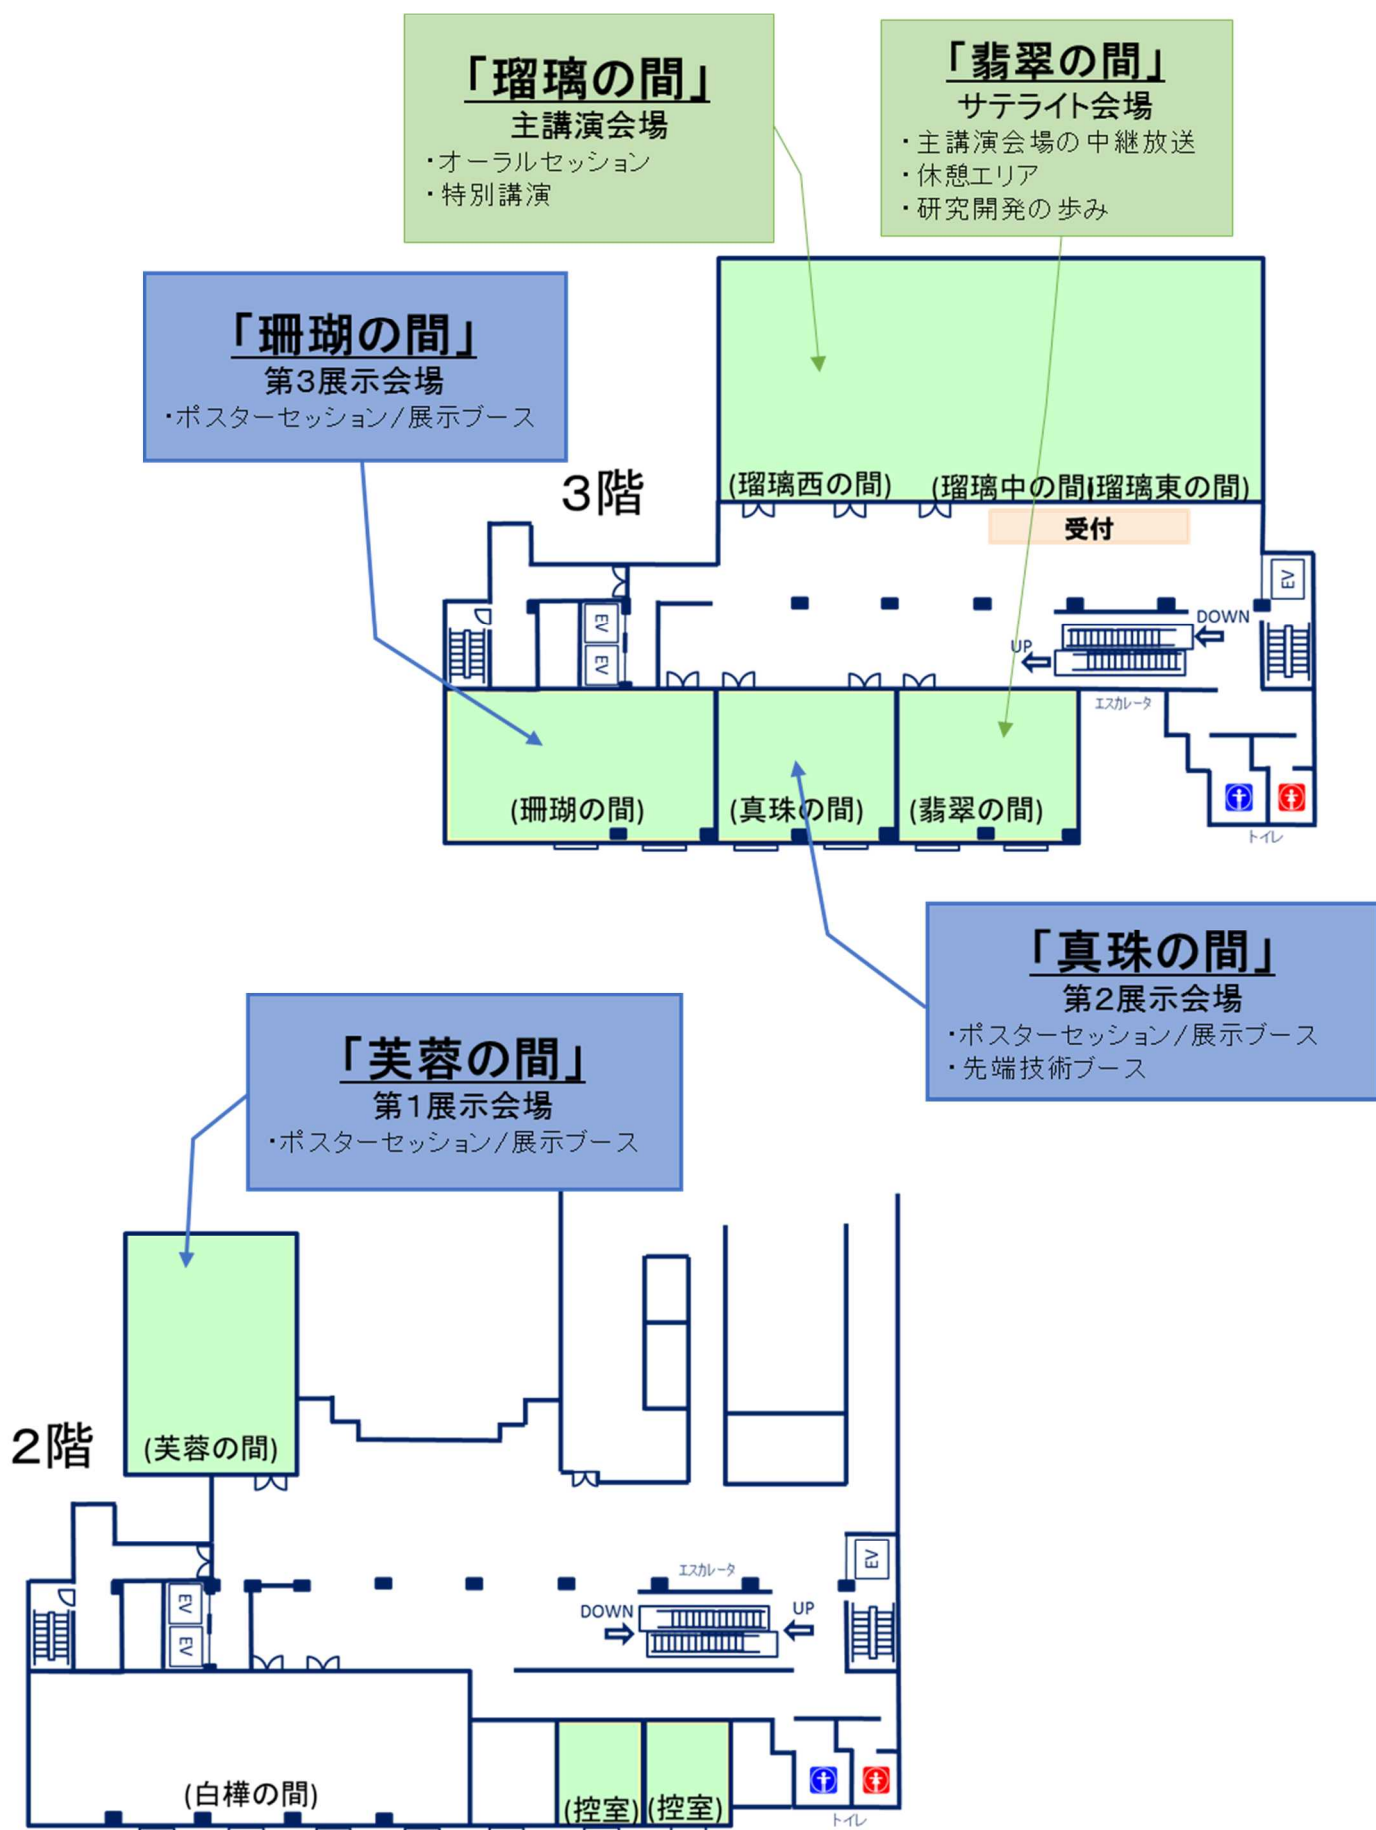 「瑠璃の間」
主講演会場
・オーラルセッション
・特別講演
「翡翠の間」
サテライト会場
・主講演会場の中継放送
・休憩エリア
・研究開発の歩み
「珊瑚の間」
第3展示会場
・ポスターセッション/展示ブース
3階
(瑠璃西の間)
(瑠璃中の間)
(瑠璃東の間)
受付
EV
EV
EV
DOWN
UP
エスカレータ
(珊瑚の間)
(真珠の間)
(翡翠の間)
トイレ
「真珠の間」
第2展示会場
・ポスターセッション/展示ブース
・先端技術ブース
「芙蓉の間」
第1展示会場
・ポスターセッション/展示ブース
2階
(芙蓉の間)
エスカレータ
EV
EV
EV
DOWN
UP
(白樺の間)
(控室)
(控室)
トイレ